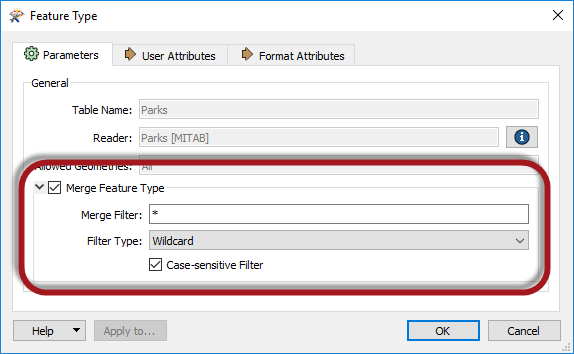 Feature Type
Parameters User Attributes Format Attributes
General
Table Name: Parks
Reader: Parks [MITAB]
Allowed Geometries: All
Merge Feature Type
Merge Filter: *
Filter Type: Wildcard
Case-sensitive Filter
Help Apply to... OK Cancel